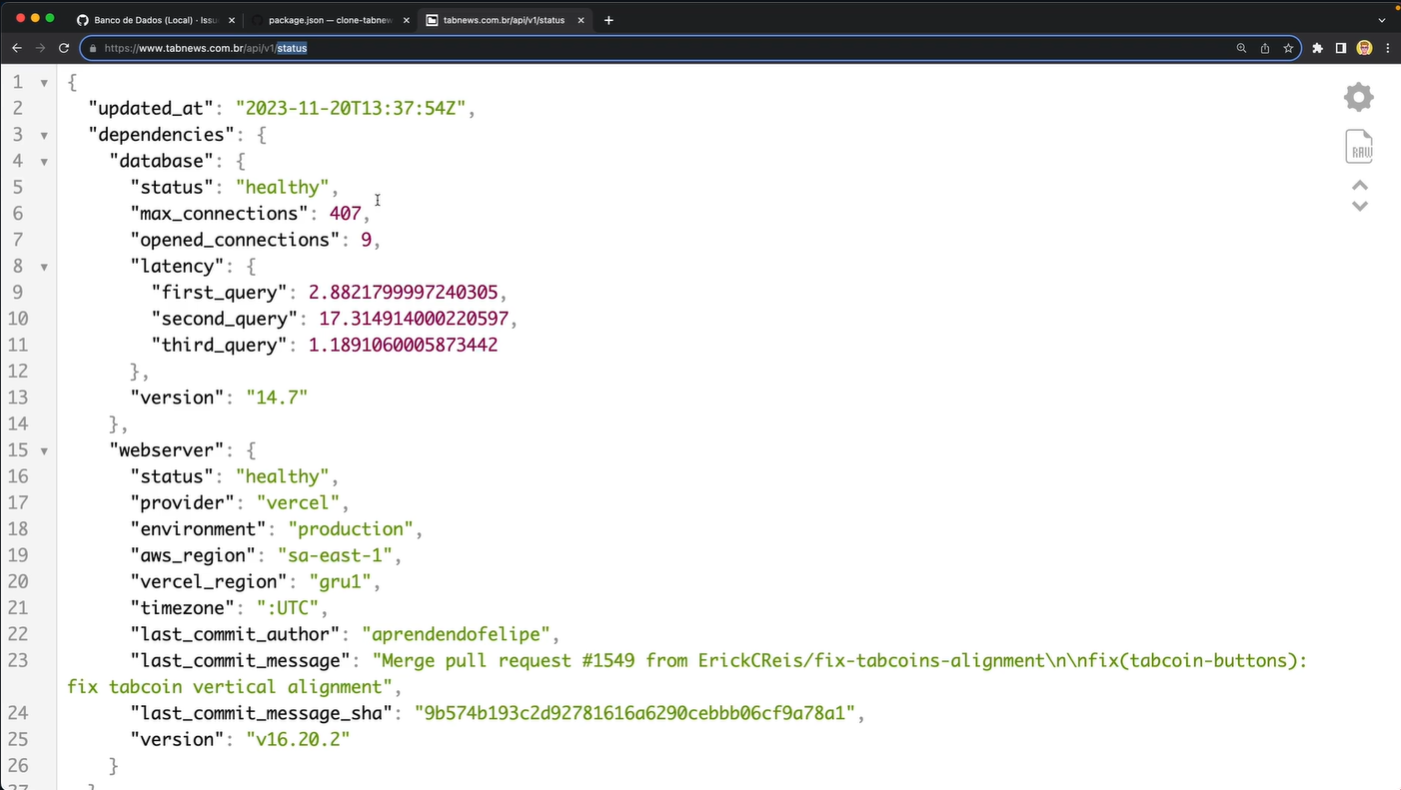 Banco de Dados (Local) · Issu
package.json — clone-tabnew
tabnews.com.br/api/v1/status
https://www.tabnews.com.br/api/v1/status
1 {
2 "updated_at": "2023-11-20T13:37:54Z",
3 "dependencies": {
4 "database": {
5 "status": "healthy",
6 "max_connections": 407,
7 "opened_connections": 9,
8 "latency": {
9 "first_query": 2.8821799997240305,
10 "second_query": 17.314914000220597,
11 "third_query": 1.1891060005873442
12 },
13 "version": "14.7"
14 },
15 "webserver": {
16 "status": "healthy",
17 "provider": "vercel",
18 "environment": "production",
19 "aws_region": "sa-east-1",
20 "vercel_region": "gru1",
21 "timezone": ":UTC",
22 "last_commit_author": "aprendendofelipe",
23 "last_commit_message": "Merge pull request #1549 from ErickCReis/fix-tabcoins-alignment\n\nfix(tabcoin-buttons):
fix tabcoin vertical alignment",
24 "last_commit_message_sha": "9b574b193c2d92781616a6290cebbb06cf9a78a1",
25 "version": "v16.20.2"
26 }
27 }
RAW